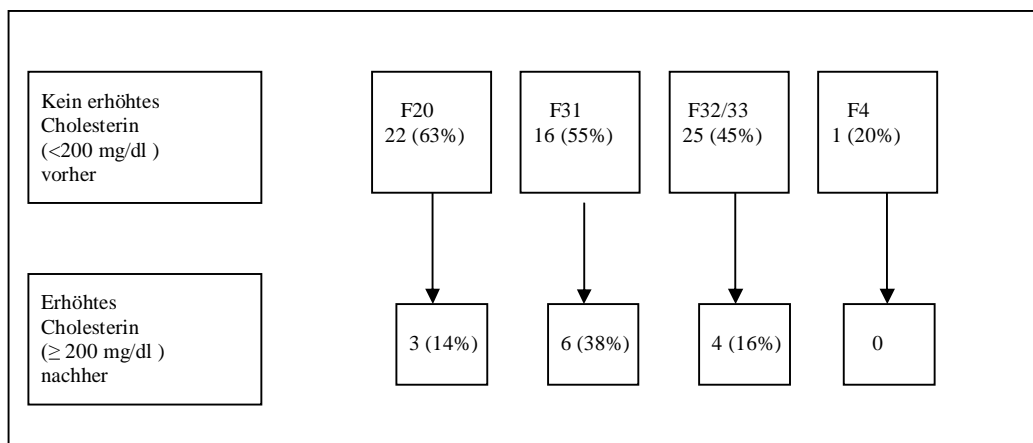 Kein erhöhtes
Cholesterin
(<200 mg/dl )
vorher
F20
22 (63%)
F31
16 (55%)
F32/33
25 (45%)
F4
1 (20%)
Erhöhtes
Cholesterin
(≥ 200 mg/dl )
nachher
3 (14%)
6 (38%)
4 (16%)
0